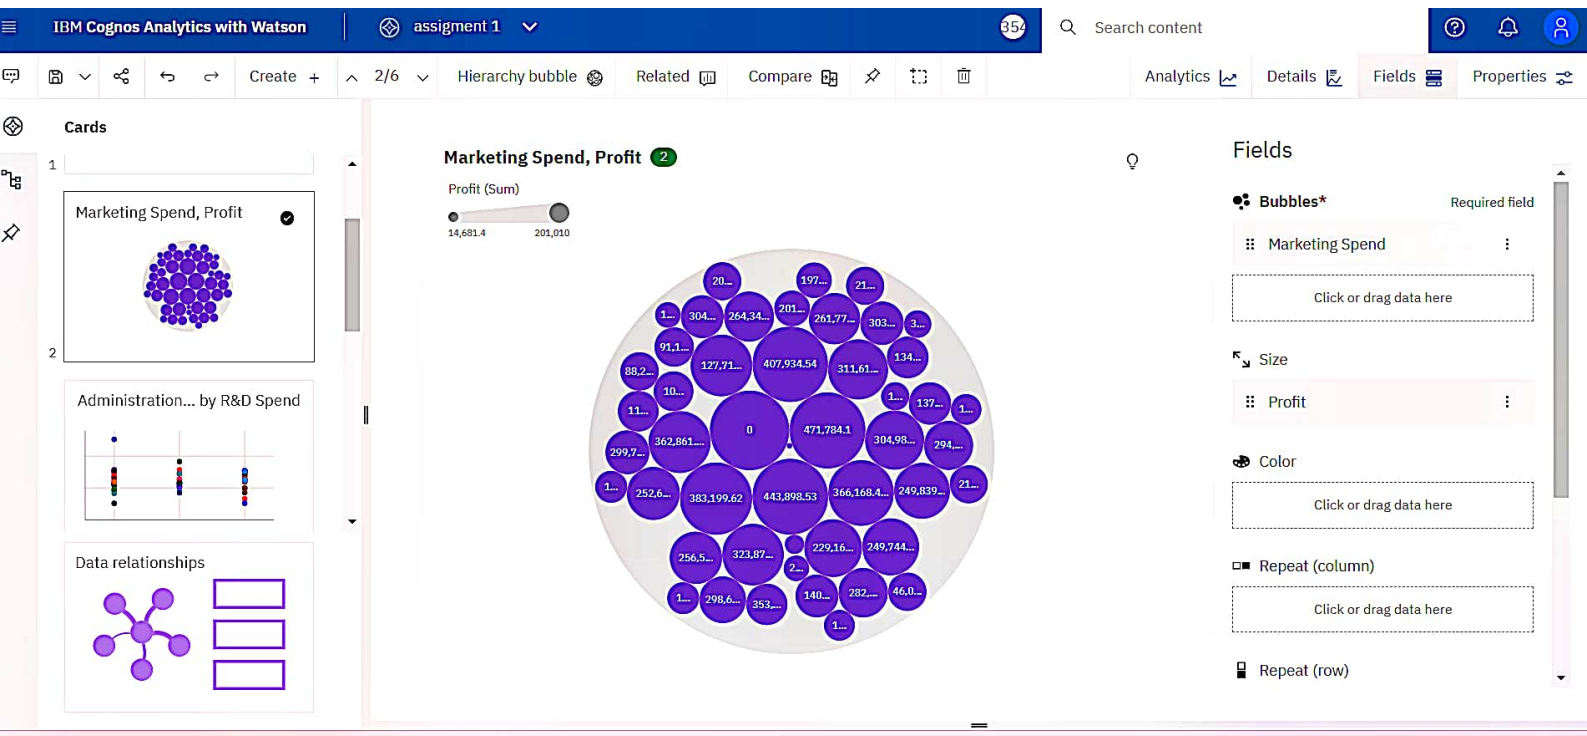 IBM Cognos Analytics with Watson
assigment 1
354
Search content
Create +
2/6
Hierarchy bubble
Related
Compare
Analytics
Details
Fields
Properties
Cards
1
Marketing Spend, Profit
2
Administration... by R&D Spend
Data relationships
Marketing Spend, Profit 2
Profit (Sum)
14,681.4 201,010
20...
197...
21...
1...
304...
264,34...
201...
261,77...
303...
3...
91,1...
127,71...
407,934.54
311,61...
134...
88,2...
10...
1...
137...
1...
11...
362,861....
0
471,784.1
304,98...
294,...
299,7...
1...
252,6...
383,199.62
443,898.53
366,168.4...
249,839...
21...
256,5...
323,87...
229,16...
249,744...
2...
1...
298,6...
353,...
140...
282,...
46,0...
1...
Fields
Bubbles* Required field
Marketing Spend
Click or drag data here
Size
Profit
Color
Click or drag data here
Repeat (column)
Click or drag data here
Repeat (row)